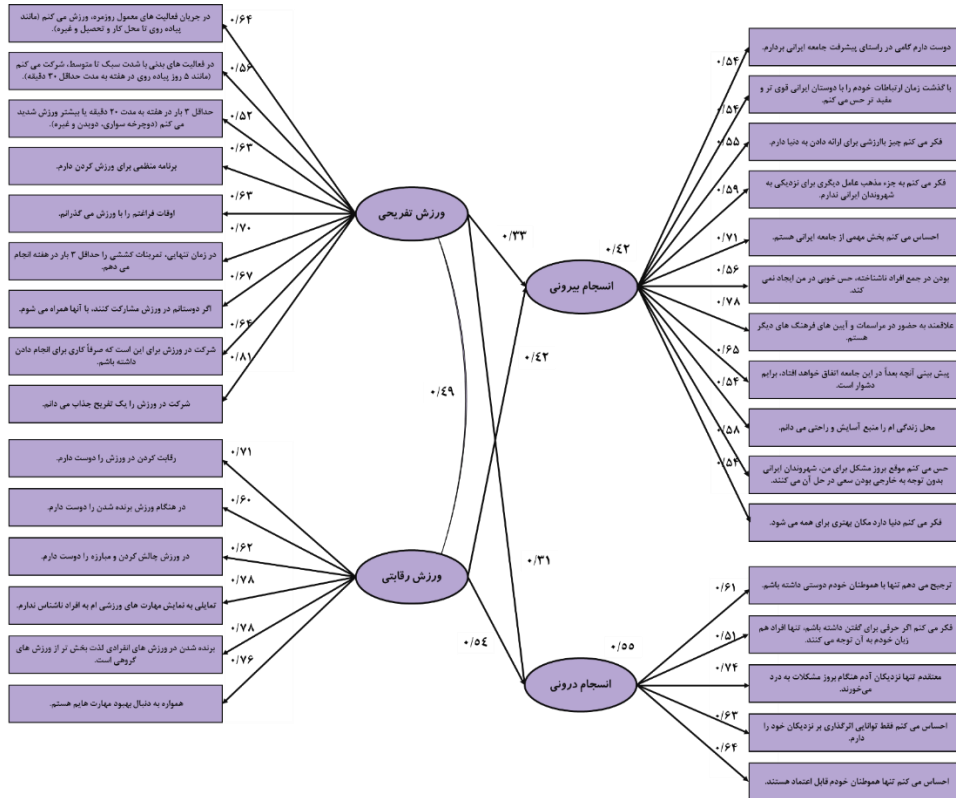 دوست دارم گامی در راستای پیشرفت جامعه ایرانی بردارم.
با گذشت زمان ارتباطات خودم را با دوستان ایرانی قوی تر و
مفید تر حس می کنم.
فکر می کنم چیز باارزشی برای ارائه دادن به دنیا دارم.
فکر می کنم به جزء مذهب عامل دیگری برای نزدیکی به
شهروندان ایرانی ندارم.
احساس می کنم بخش مهمی از جامعه ایرانی هستم.
بودن در جمع افراد ناشناخته، حس خوبی در من ایجاد نمی
کند.
علاقمند به حضور در مراسمات و آیین های فرهنگ های دیگر
هستم.
پیش بینی آنچه بعداً در این جامعه اتفاق خواهد افتاد، برایم
دشوار است.
محل زندگی ام را منبع آسایش و راحتی می دانم.
حس می کنم موقع بروز مشکل برای من، شهروندان ایرانی
بدون توجه به خارجی بودن سعی در حل آن می کنند.
فکر می کنم دنیا دارد مکان بهتری برای همه می شود.
۰/۵۴
۰/۵۴
۰/۵۵
۰/۵۹
۰/۷۱
۰/۵۶
۰/۷۸
۰/۶۵
۰/۵۴
۰/۵۸
۰/۵۴
ترجیح می دهم تنها با هموطنان خودم دوستی داشته باشم.
فکر می کنم اگر حرفی برای گفتن داشته باشم، تنها افراد هم
زبان خودم به آن توجه می کنند.
معتقدم تنها نزدیکان آدم هنگام بروز مشکلات به درد
می‌خورند.
احساس می کنم فقط توانایی اثرگذاری بر نزدیکان خود را
دارم.
احساس می کنم تنها هموطنان خودم قابل اعتماد هستند.
۰/۶۱
۰/۵۱
۰/۷۴
۰/۶۳
۰/۶۴
۰/٤۲
انسجام بیرونی
۰/۵۵
انسجام درونی
۰/۳۳
۰/٤۲
۰/٤۹
۰/۳۱
۰/۵٤
ورزش تفریحی
ورزش رقابتی
۰/۶۴
۰/۵۶
۰/۵۲
۰/۶۳
۰/۶۳
۰/۷۰
۰/۶۷
۰/۶۴
۰/۸۱
در جریان فعالیت های معمول روزمره، ورزش می کنم (مانند
پیاده روی تا محل کار و تحصیل و غیره).
در فعالیت های بدنی با شدت سبک تا متوسط، شرکت می کنم
(مانند ۵ روز پیاده روی در هفته به مدت حداقل ۳۰ دقیقه).
حداقل ۳ بار در هفته به مدت ۲۰ دقیقه یا بیشتر ورزش شدید
می کنم (دوچرخه سواری، دویدن و غیره).
برنامه منظمی برای ورزش کردن دارم.
اوقات فراغتم را با ورزش می گذرانم.
در زمان تنهایی، تمرینات کششی را حداقل ۳ بار در هفته انجام
می دهم.
اگر دوستانم در ورزش مشارکت کنند، با آنها همراه می شوم.
شرکت در ورزش برای این است که صرفاً کاری برای انجام دادن
داشته باشم.
شرکت در ورزش را یک تفریح جذاب می دانم.
۰/۷۱
۰/۶۰
۰/۶۲
۰/۷۸
۰/۷۸
۰/۷۶
رقابت کردن در ورزش را دوست دارم.
در هنگام ورزش برنده شدن را دوست دارم.
در ورزش چالش کردن و مبارزه را دوست دارم.
تمایلی به نمایش مهارت های ورزشی ام به افراد ناشناس ندارم.
برنده شدن در ورزش های انفرادی لذت بخش تر از ورزش های
گروهی است.
همواره به دنبال بهبود مهارت هایم هستم.